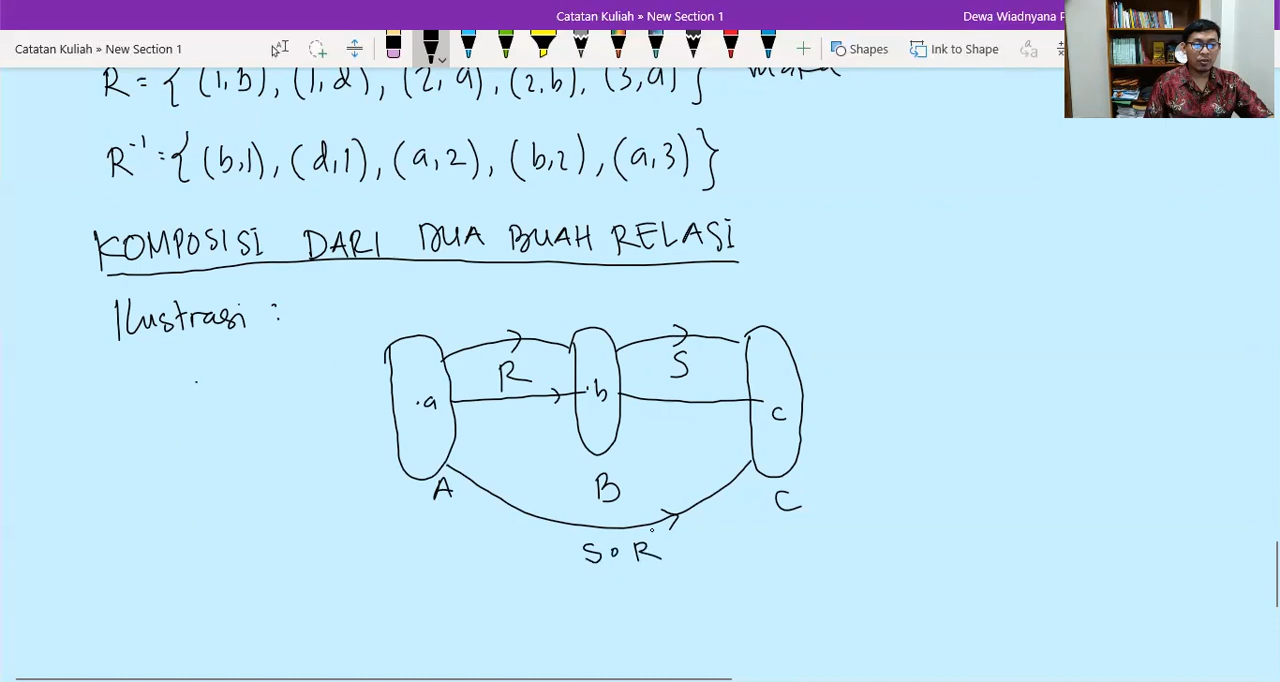 Catatan Kuliah » New Section 1
Dewa Wiadnyana
Catatan Kuliah » New Section 1
Shapes
Ink to Shape
R = { (1,b), (1,d), (2,a), (2,b), (3,a) } maka
R⁻¹ = { (b,1), (d,1), (a,2), (b,2), (a,3) }
KOMPOSISI DARI DUA BUAH RELASI
Ilustrasi :
R S
·a ·b c
A B C
S∘R